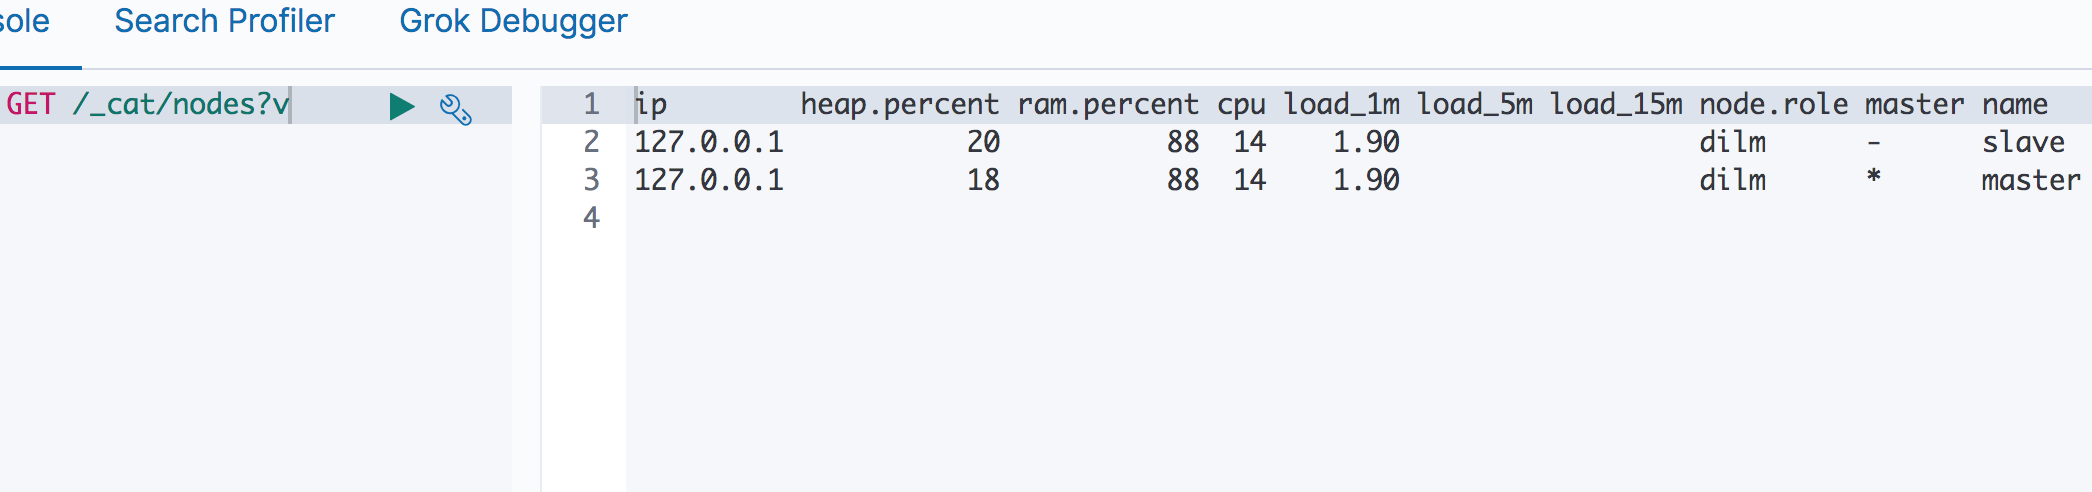 sole Search Profiler Grok Debugger
GET /_cat/nodes?v
1 ip heap.percent ram.percent cpu load_1m load_5m load_15m node.role master name
2 127.0.0.1 20 88 14 1.90 dilm - slave
3 127.0.0.1 18 88 14 1.90 dilm * master
4